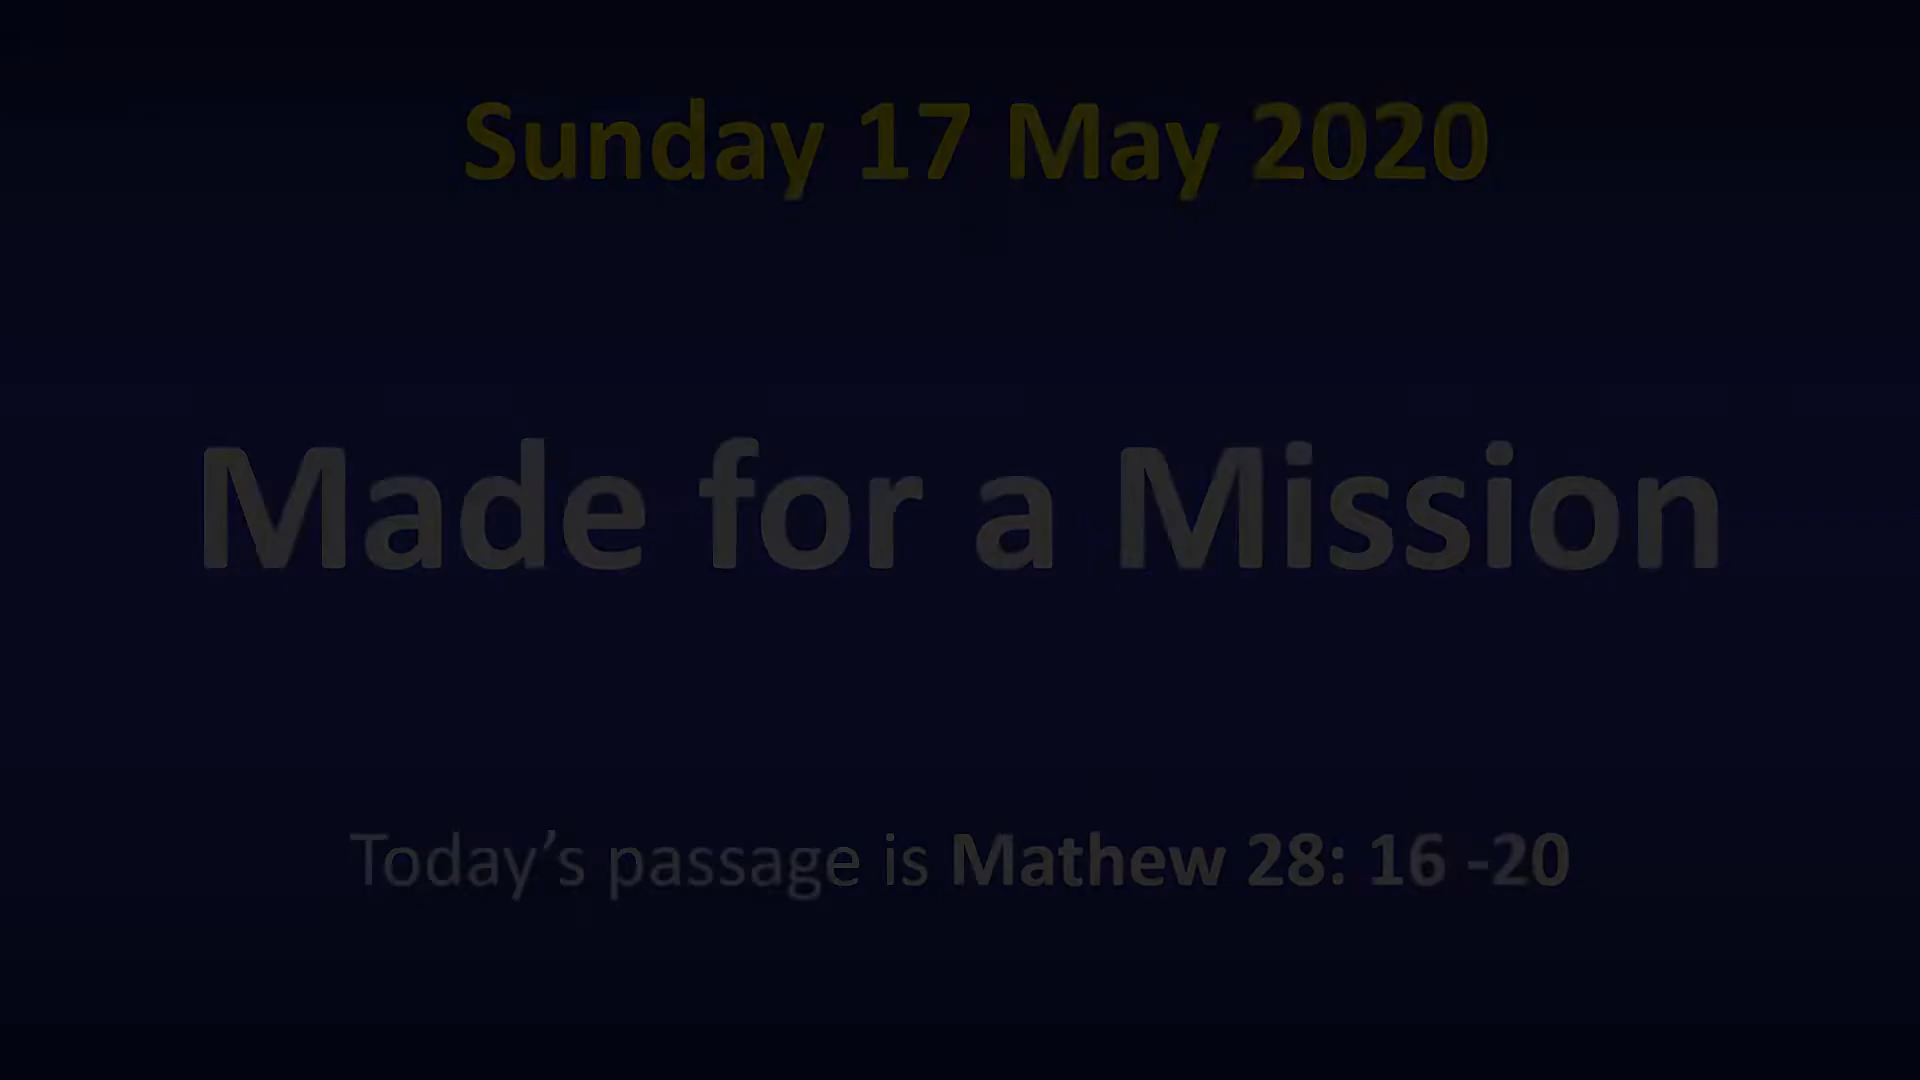 Sunday 17 May 2020
Made for a Mission
Today’s passage is Mathew 28: 16 -20